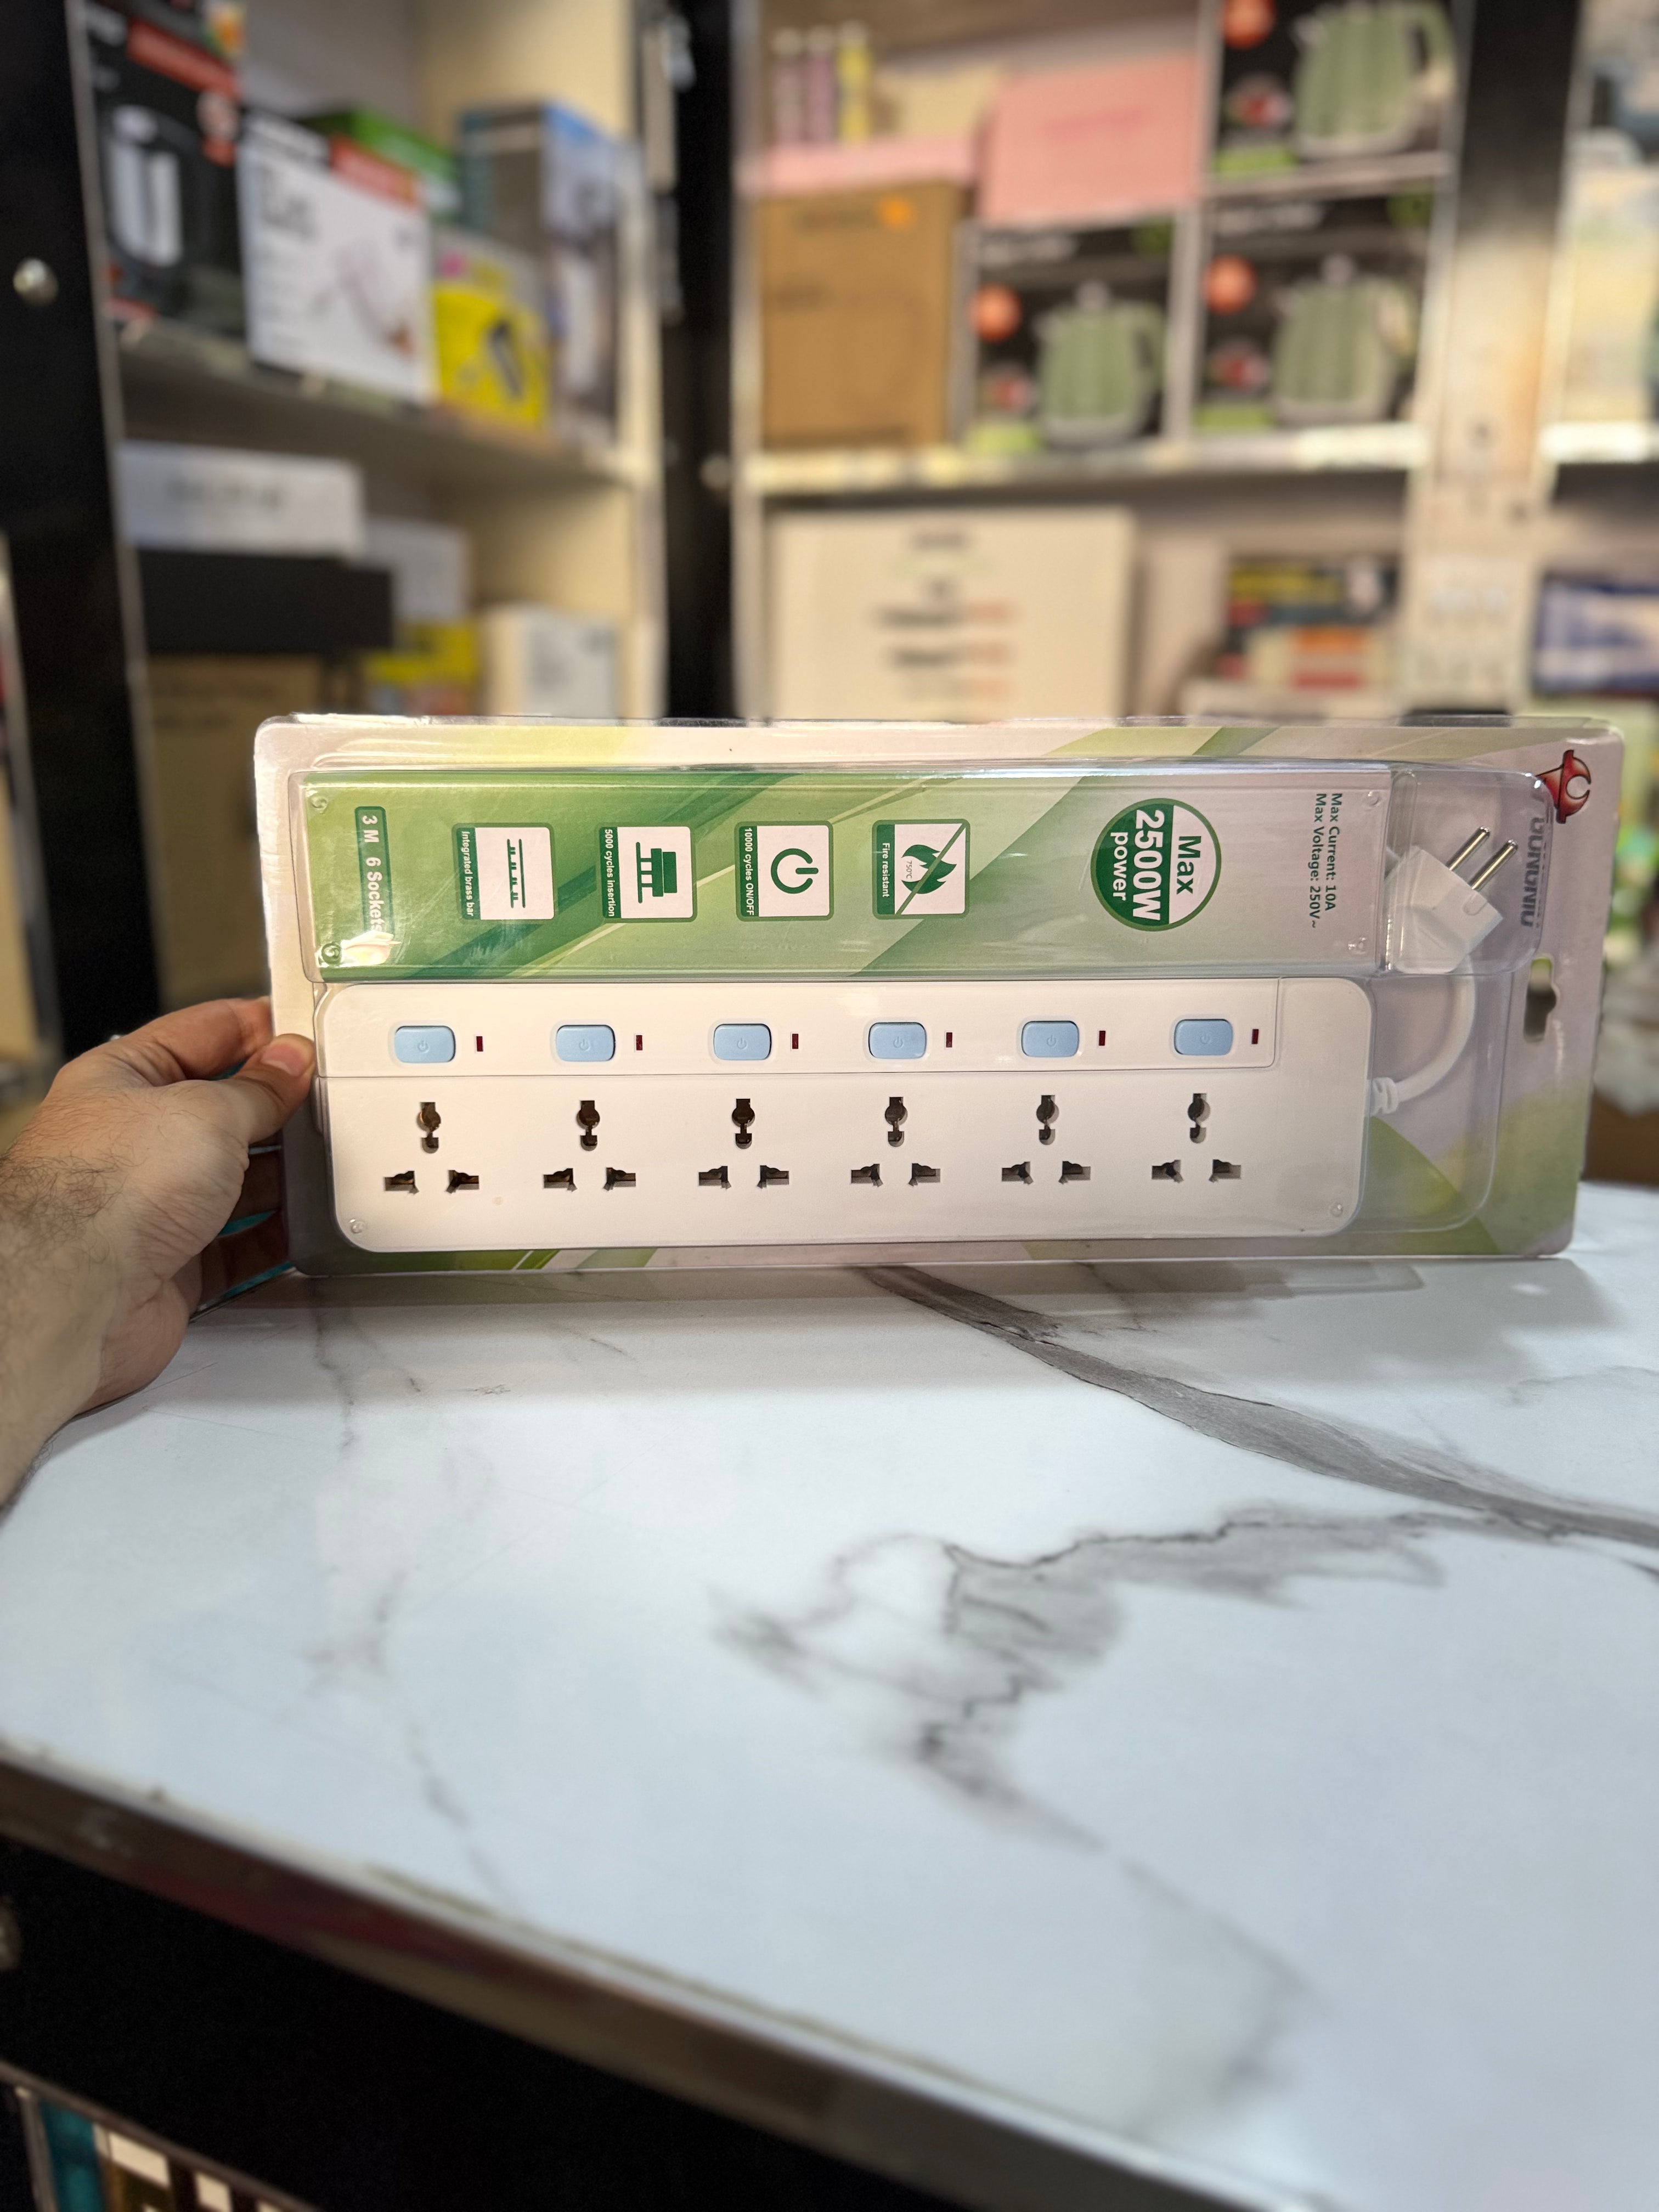 Max Current: 10A
Max Voltage: 250V~
Max
2500W
power
750°C
Fire resistant
10000 cycles ON/OFF
5000 cycles insertion
Integrated brass bar
3 M 6 Sockets